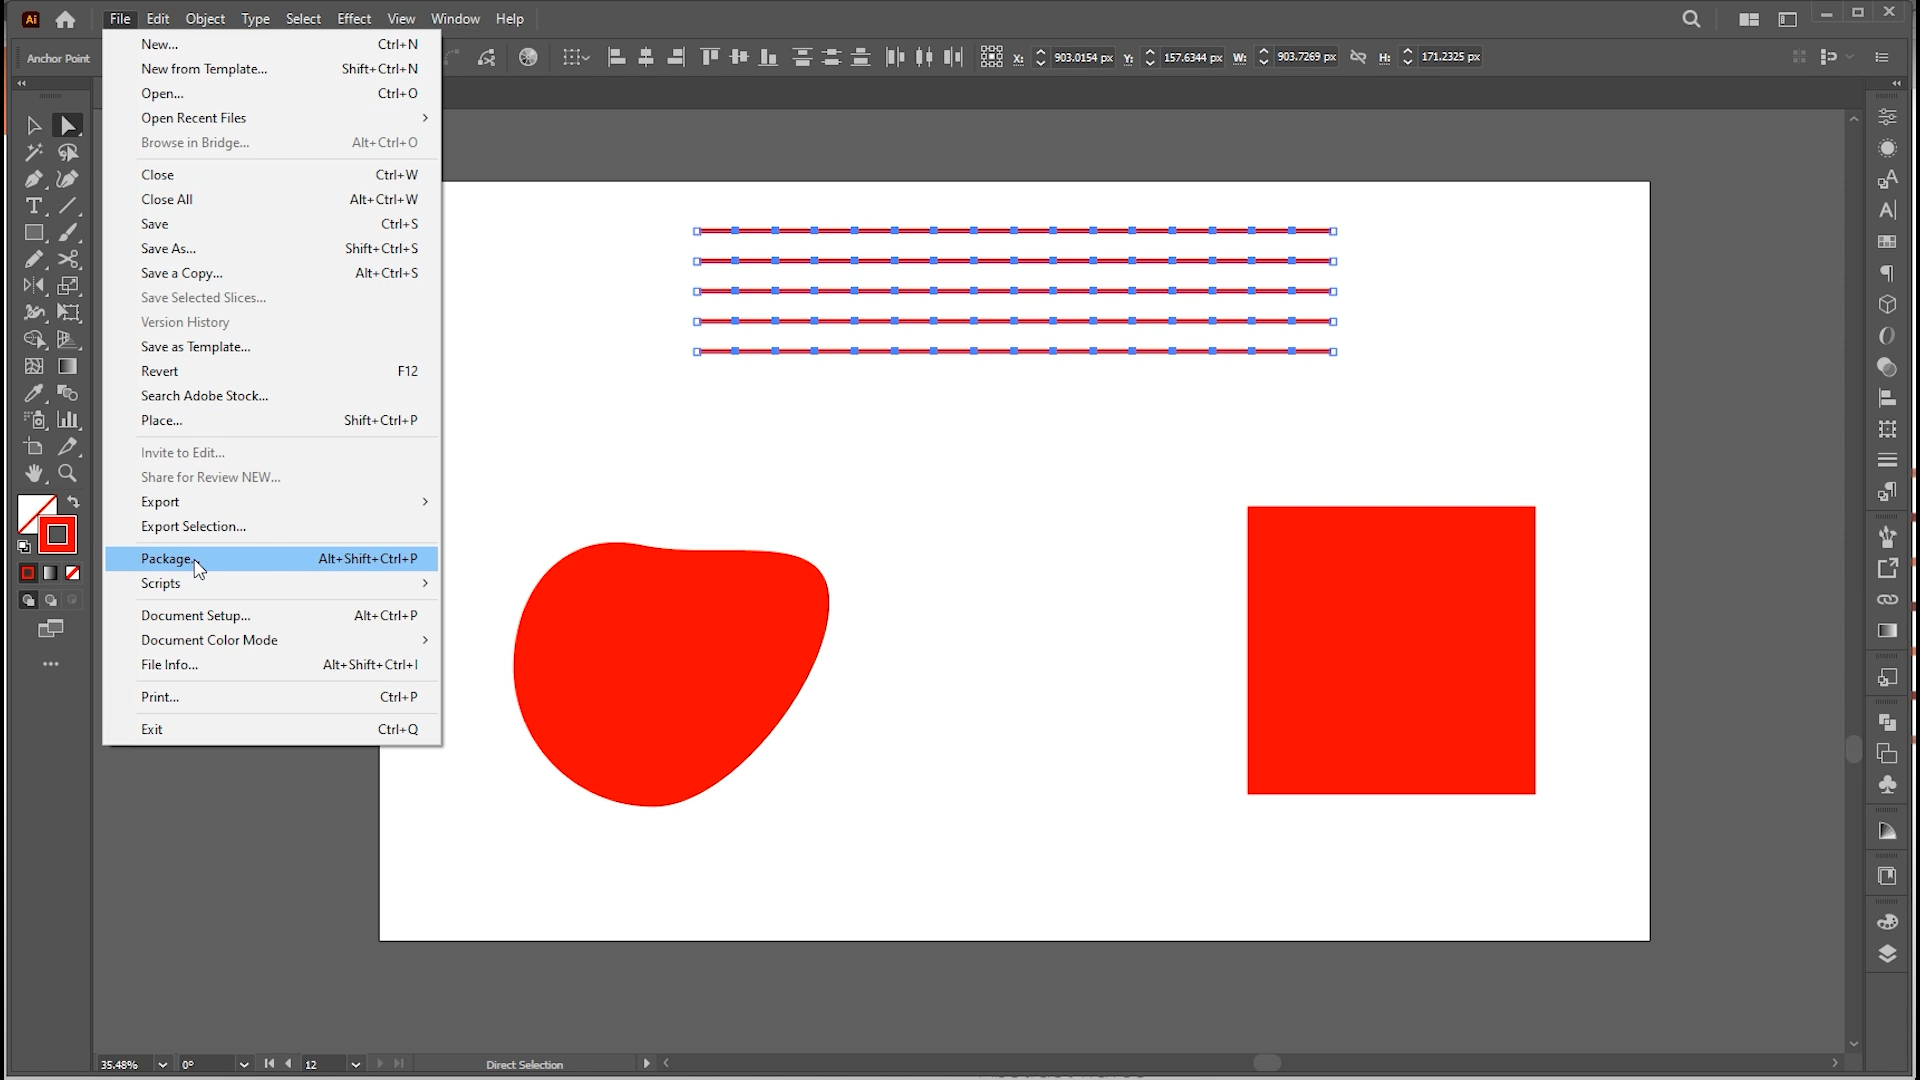 Ai File Edit Object Type Select Effect View Window Help
Anchor Point X: 903.0154 px Y: 157.6344 px W: 903.7269 px H: 171.2325 px
New... Ctrl+N
New from Template... Shift+Ctrl+N
Open... Ctrl+O
Open Recent Files
Browse in Bridge... Alt+Ctrl+O
Close Ctrl+W
Close All Alt+Ctrl+W
Save Ctrl+S
Save As... Shift+Ctrl+S
Save a Copy... Alt+Ctrl+S
Save Selected Slices...
Version History
Save as Template...
Revert F12
Search Adobe Stock...
Place... Shift+Ctrl+P
Invite to Edit...
Share for Review NEW...
Export
Export Selection...
Package... Alt+Shift+Ctrl+P
Scripts
Document Setup... Alt+Ctrl+P
Document Color Mode
File Info... Alt+Shift+Ctrl+I
Print... Ctrl+P
Exit Ctrl+Q
35.48% 0° 12 Direct Selection